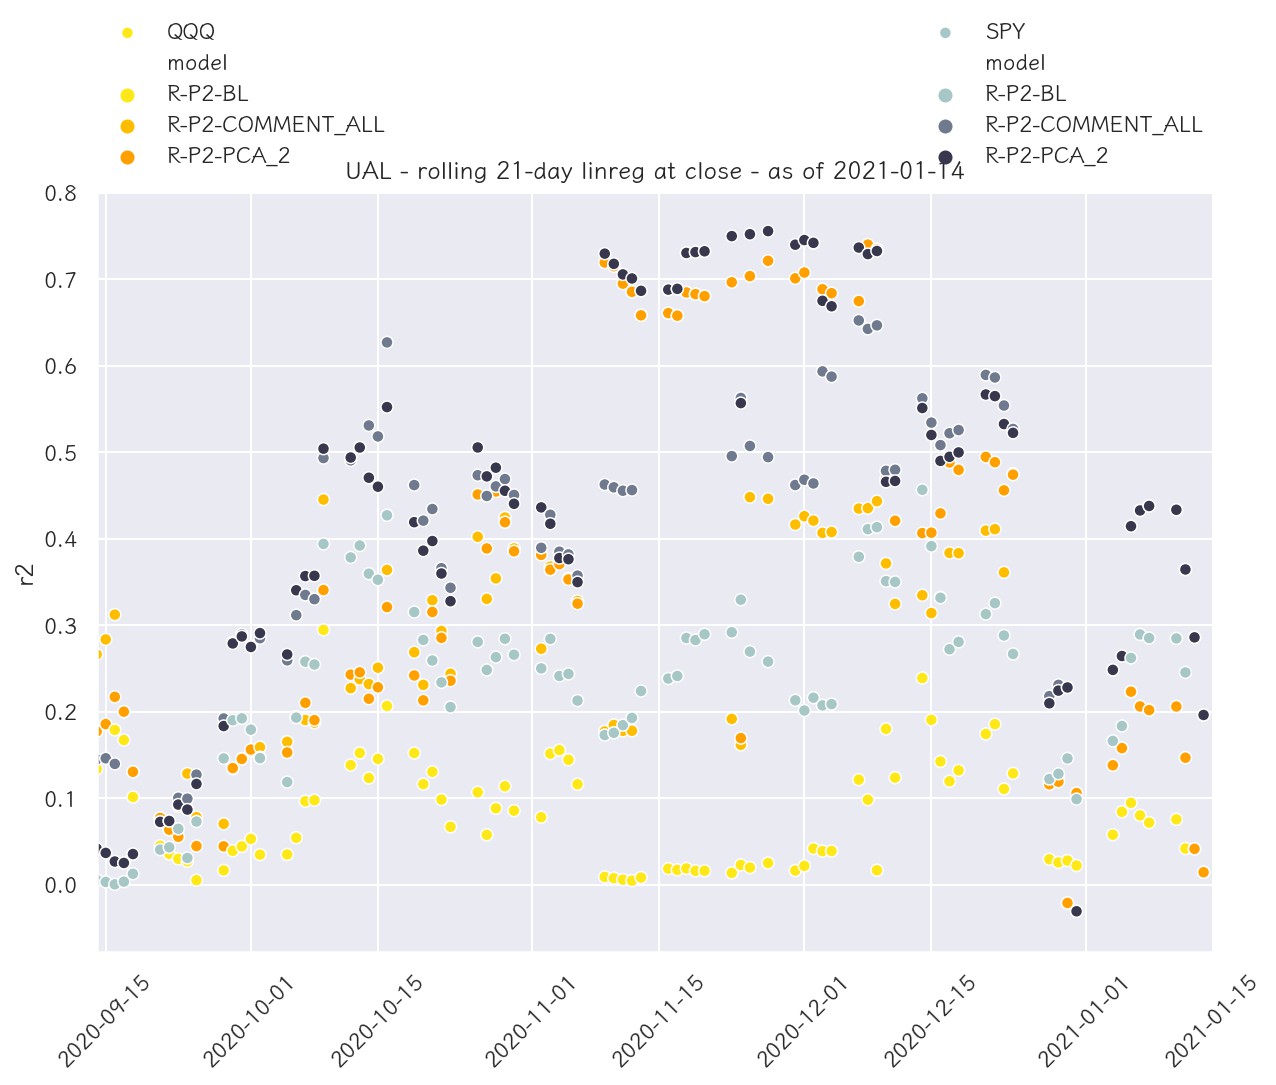 QQQ
model
R-P2-BL
R-P2-COMMENT_ALL
R-P2-PCA_2
SPY
model
R-P2-BL
R-P2-COMMENT_ALL
R-P2-PCA_2
UAL - rolling 21-day linreg at close - as of 2021-01-14
0.8
0.7
0.6
0.5
0.4
0.3
0.2
0.1
0.0
r2
2020-09-15
2020-10-01
2020-10-15
2020-11-01
2020-11-15
2020-12-01
2020-12-15
2021-01-01
2021-01-15